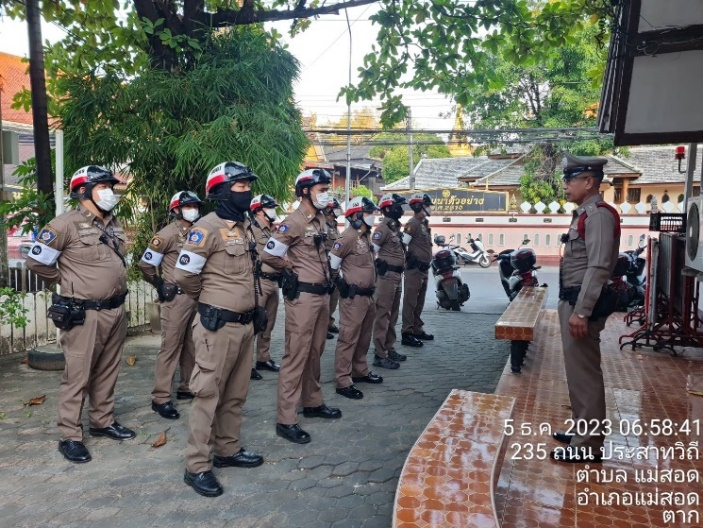 5 ธ.ค. 2023 06:58:41
235 ถนน ประสาทวิถี
ตำบล แม่สอด
อำเภอแม่สอด
ตาก